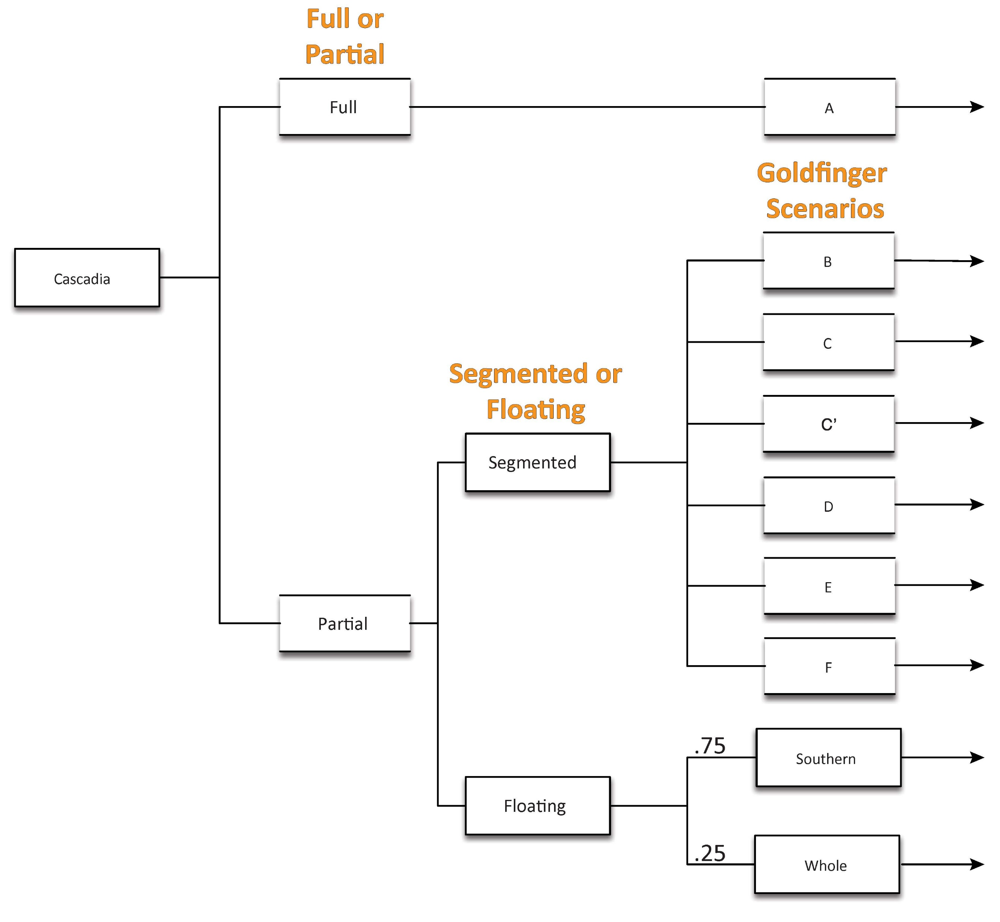 Full or
Partial
Full
A
Goldfinger
Scenarios
B
Cascadia
C
Segmented or
Floating
C’
Segmented
D
E
Partial
F
.75
Southern
Floating
.25
Whole